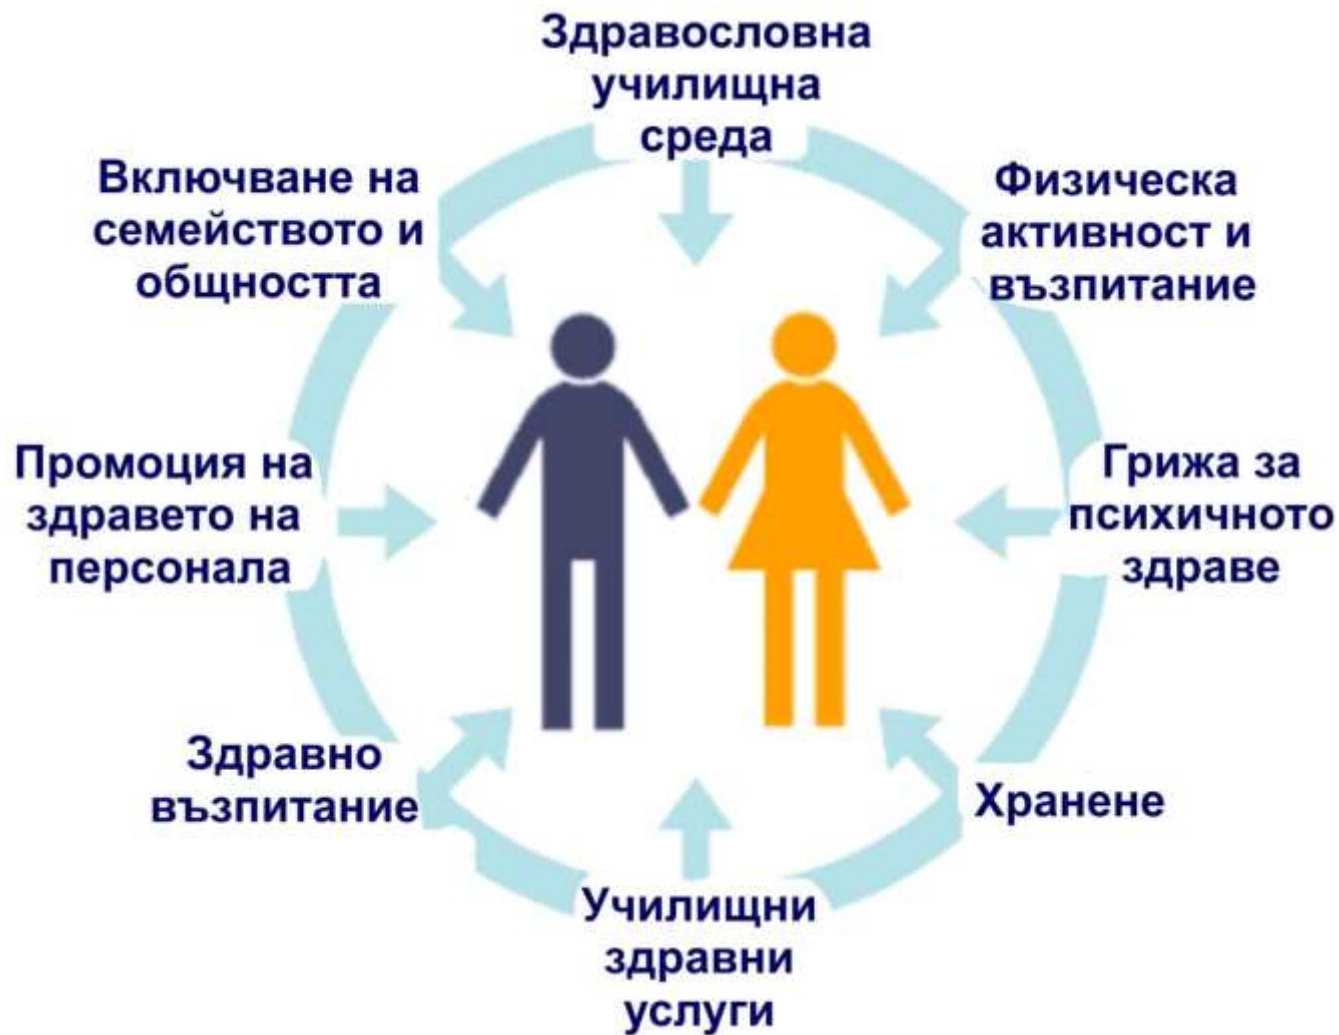 Здравословна
училищна
среда
Физическа
активност и
възпитание
Грижа за
психичното
здраве
Хранене
Училищни
здравни
услуги
Здравно
възпитание
Промоция на
здравето на
персонала
Включване на
семейството и
общността